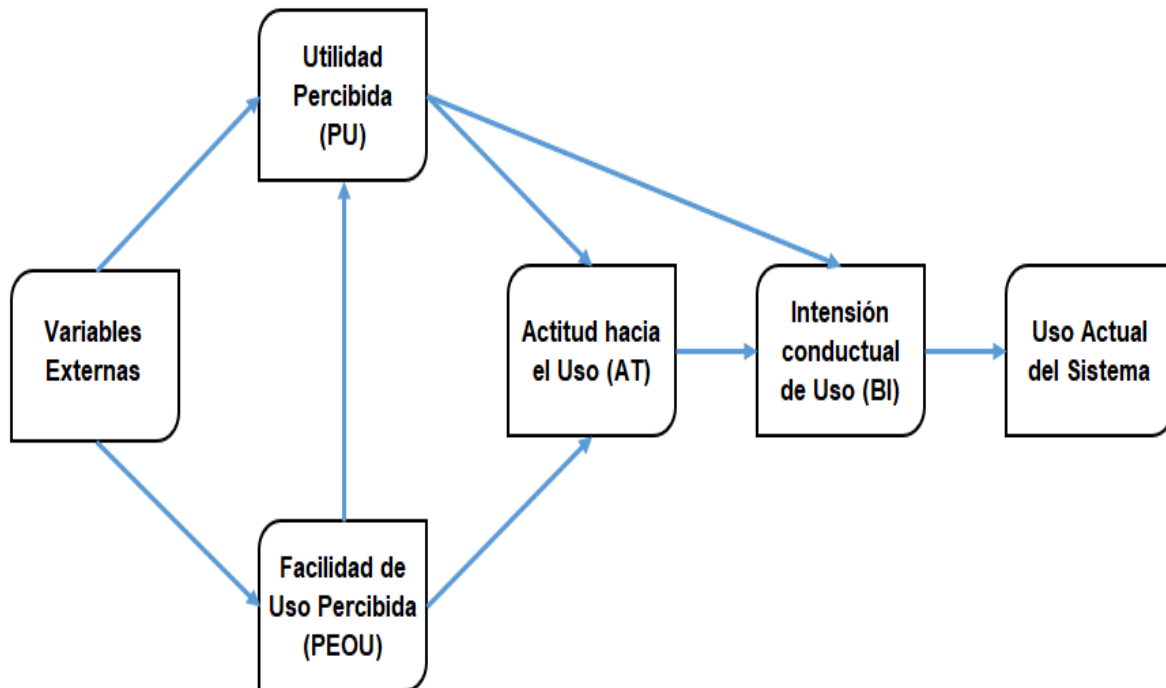 Utilidad
Percibida
(PU)
Variables
Externas
Actitud hacia
el Uso (AT)
Intensión
conductual
de Uso (BI)
Uso Actual
del Sistema
Facilidad de
Uso Percibida
(PEOU)